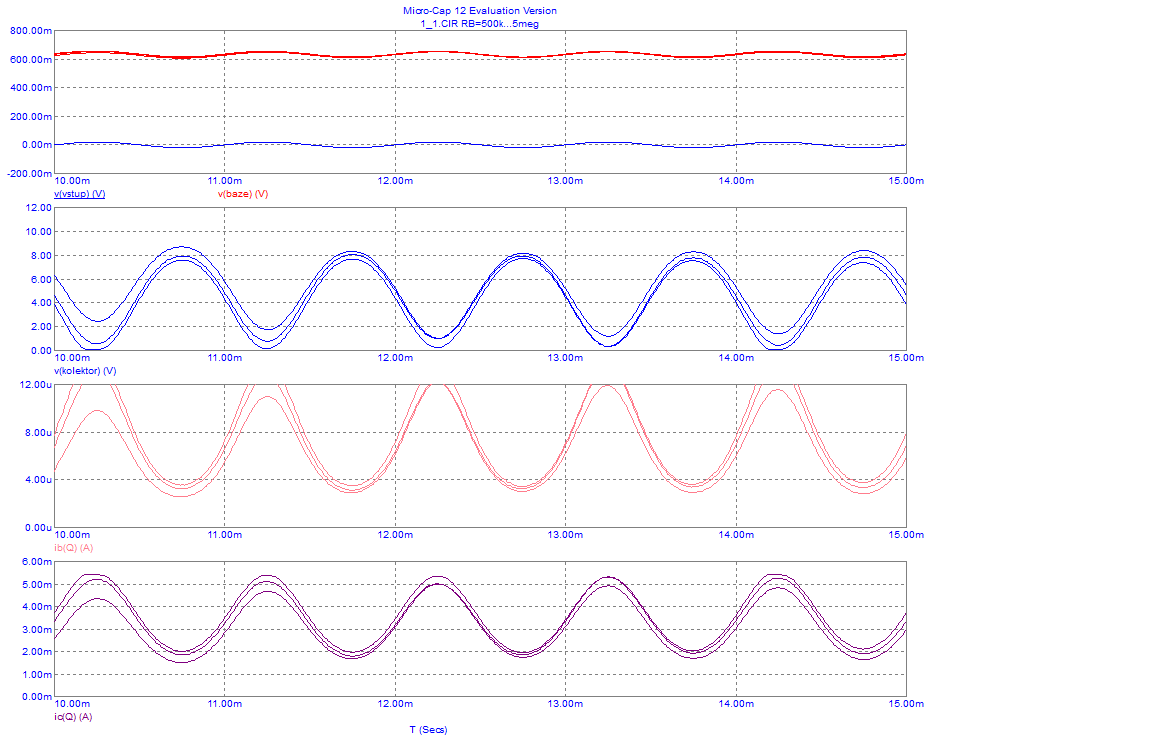 Micro-Cap 12 Evaluation Version
1_1.CIR RB=500k...5meg
800.00m
600.00m
400.00m
200.00m
0.00m
-200.00m
10.00m 11.00m 12.00m 13.00m 14.00m 15.00m
v(vstup) (V) v(baze) (V)
12.00
10.00
8.00
6.00
4.00
2.00
0.00
10.00m 11.00m 12.00m 13.00m 14.00m 15.00m
v(kolektor) (V)
12.00u
8.00u
4.00u
0.00u
10.00m 11.00m 12.00m 13.00m 14.00m 15.00m
ib(Q) (A)
6.00m
5.00m
4.00m
3.00m
2.00m
1.00m
0.00m
10.00m 11.00m 12.00m 13.00m 14.00m 15.00m
ic(Q) (A)
T (Secs)